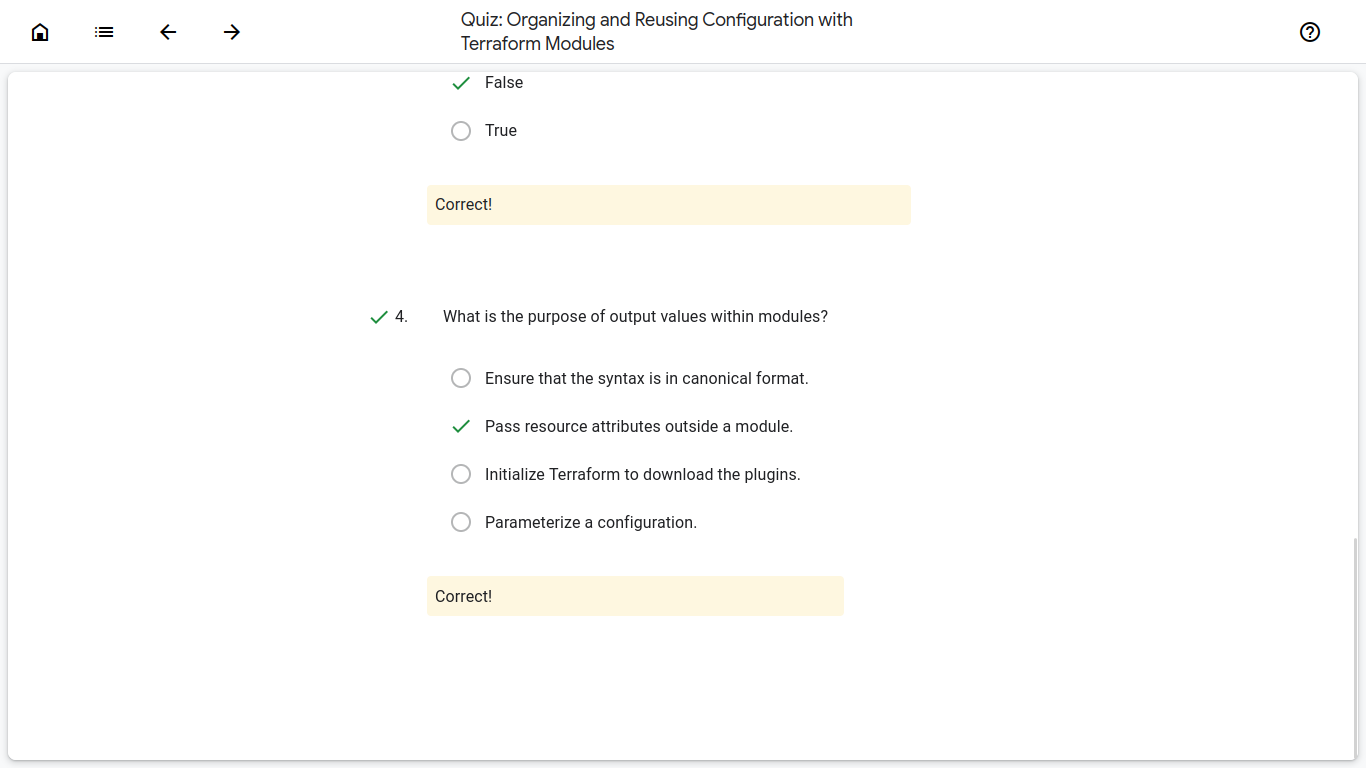 Quiz: Organizing and Reusing Configuration with
Terraform Modules
False
True
Correct!
4. What is the purpose of output values within modules?
Ensure that the syntax is in canonical format.
Pass resource attributes outside a module.
Initialize Terraform to download the plugins.
Parameterize a configuration.
Correct!